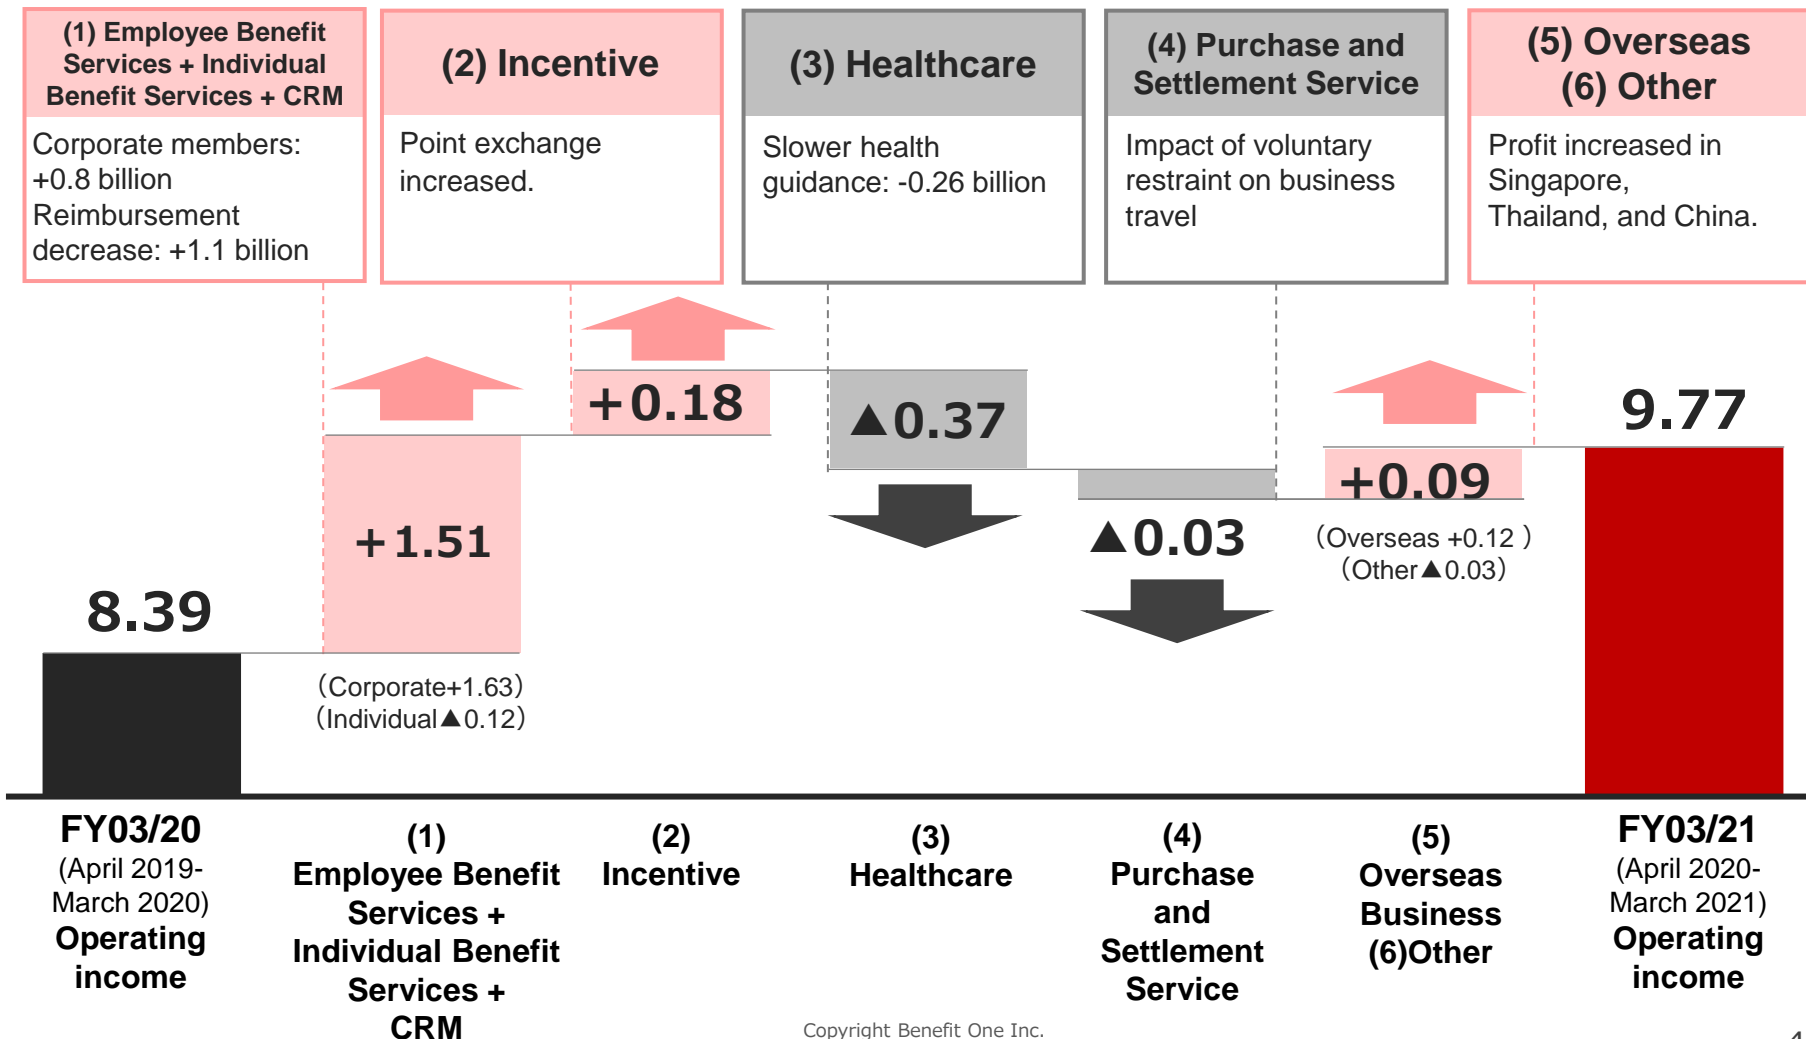 (1) Employee Benefit
Services + Individual
Benefit Services + CRM
Corporate members:
+0.8 billion
Reimbursement
decrease: +1.1 billion
(2) Incentive
Point exchange
increased.
(3) Healthcare
Slower health
guidance: -0.26 billion
(4) Purchase and
Settlement Service
Impact of voluntary
restraint on business
travel
(5) Overseas
(6) Other
Profit increased in
Singapore,
Thailand, and China.
8.39
+1.51
（Corporate+1.63）
（Individual▲0.12）
+0.18
▲0.37
▲0.03
+0.09
（Overseas +0.12 ）
（Other▲0.03）
9.77
FY03/20
(April 2019-
March 2020)
Operating
income
(1)
Employee Benefit
Services +
Individual Benefit
Services +
CRM
(2)
Incentive
(3)
Healthcare
(4)
Purchase
and
Settlement
Service
(5)
Overseas
Business
(6)Other
FY03/21
(April 2020-
March 2021)
Operating
income
Copyright Benefit One Inc.
4